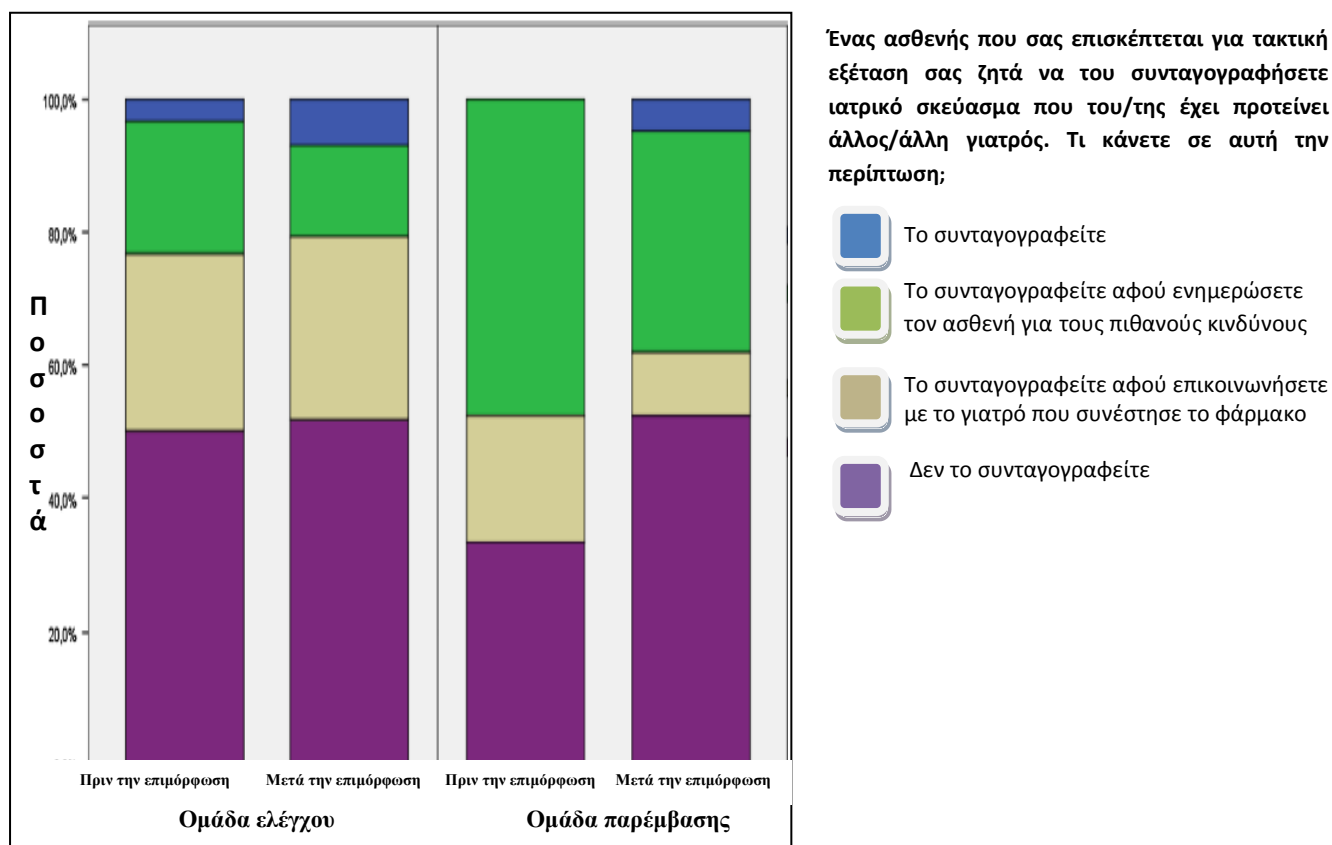 100,0%
80,0%
60,0%
40,0%
20,0%
Ποσοστά
Πριν την επιμόρφωση
Μετά την επιμόρφωση
Πριν την επιμόρφωση
Μετά την επιμόρφωση
Ομάδα ελέγχου
Ομάδα παρέμβασης
Ένας ασθενής που σας επισκέπτεται για τακτική
εξέταση σας ζητά να του συνταγογραφήσετε
ιατρικό σκεύασμα που του/της έχει προτείνει
άλλος/άλλη γιατρός. Τι κάνετε σε αυτή την
περίπτωση;
Το συνταγογραφείτε
Το συνταγογραφείτε αφού ενημερώσετε
τον ασθενή για τους πιθανούς κινδύνους
Το συνταγογραφείτε αφού επικοινωνήσετε
με το γιατρό που συνέστησε το φάρμακο
Δεν το συνταγογραφείτε